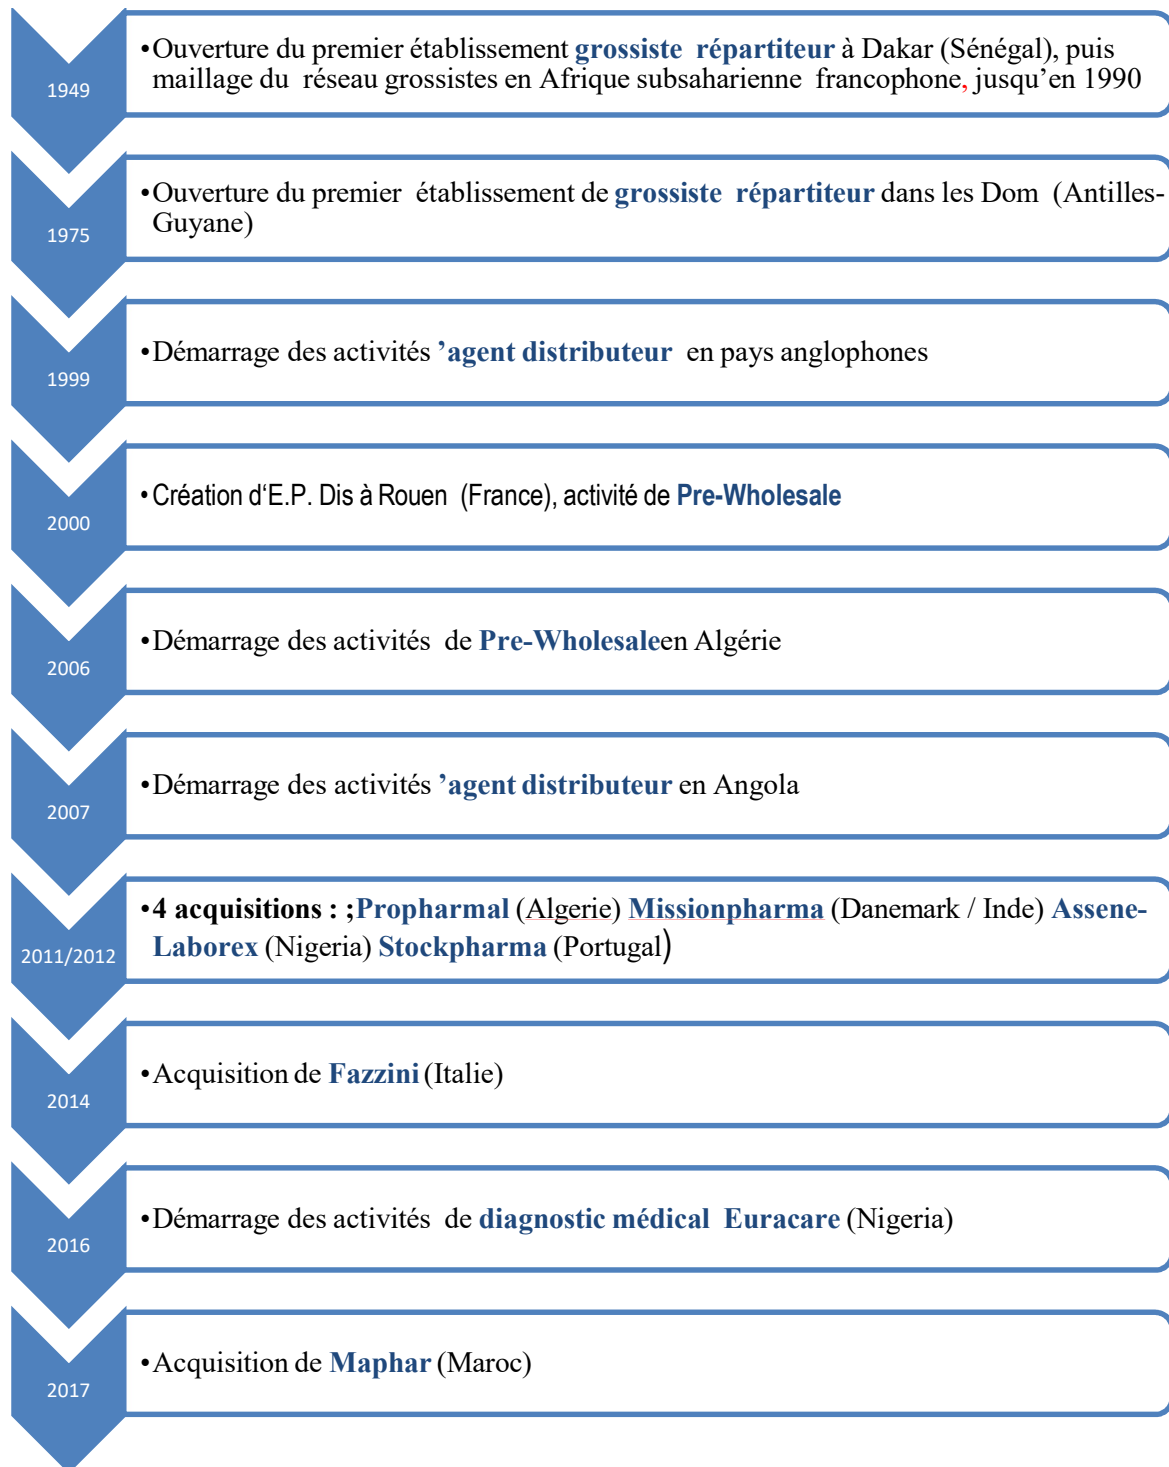 1949
•Ouverture du premier établissement grossiste répartiteur à Dakar (Sénégal), puis
maillage du réseau grossistes en Afrique subsaharienne francophone, jusqu’en 1990
1975
•Ouverture du premier établissement de grossiste répartiteur dans les Dom (Antilles-
Guyane)
1999
•Démarrage des activités ’agent distributeur en pays anglophones
2000
•Création d‘E.P. Dis à Rouen (France), activité de Pre-Wholesale
2006
•Démarrage des activités de Pre-Wholesaleen Algérie
2007
•Démarrage des activités ’agent distributeur en Angola
2011/2012
•4 acquisitions : ;Propharmal (Algerie) Missionpharma (Danemark / Inde) Assene-
Laborex (Nigeria) Stockpharma (Portugal)
2014
•Acquisition de Fazzini (Italie)
2016
•Démarrage des activités de diagnostic médical Euracare (Nigeria)
2017
•Acquisition de Maphar (Maroc)